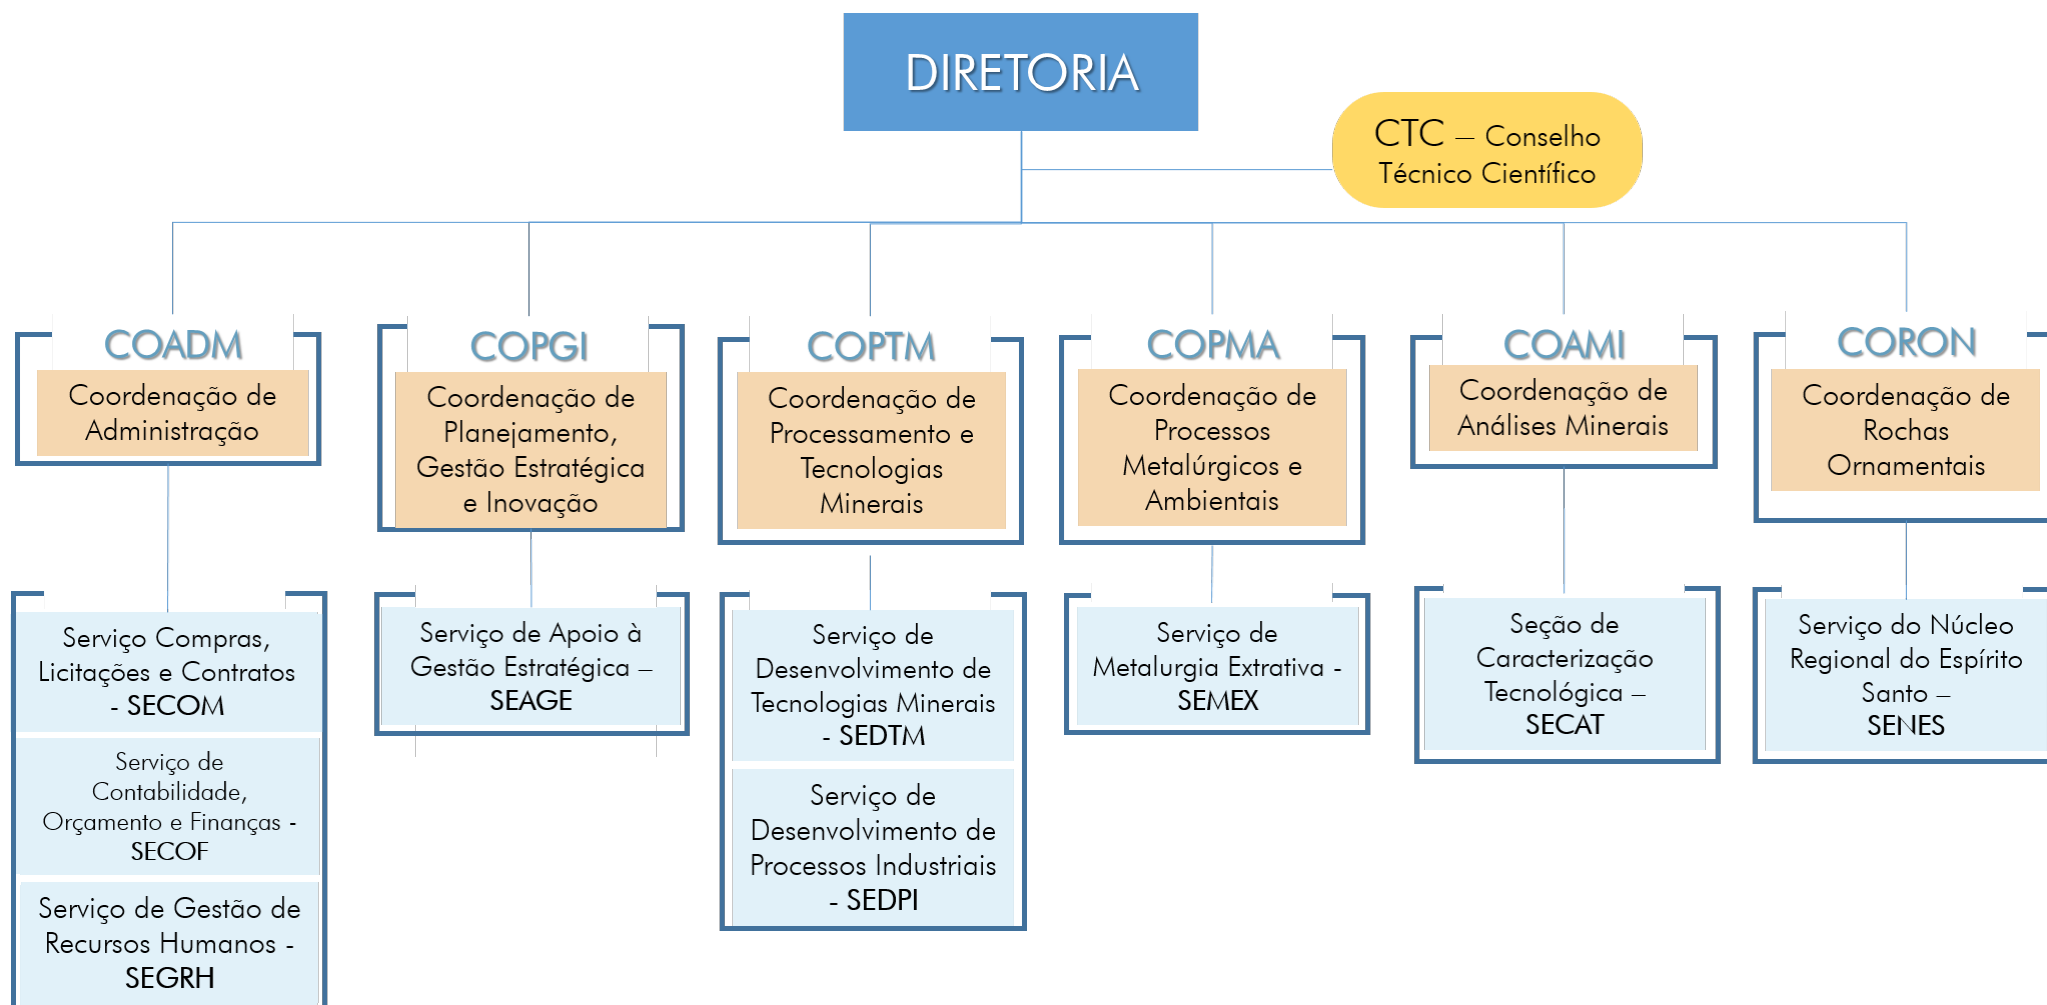 DIRETORIA
CTC – Conselho
Técnico Científico
COADM
Coordenação de
Administração
COPGI
Coordenação de
Planejamento,
Gestão Estratégica
e Inovação
COPTM
Coordenação de
Processamento e
Tecnologias
Minerais
COPMA
Coordenação de
Processos
Metalúrgicos e
Ambientais
COAMI
Coordenação de
Análises Minerais
CORON
Coordenação de
Rochas
Ornamentais
Serviço Compras,
Licitações e Contratos
- SECOM
Serviço de
Contabilidade,
Orçamento e Finanças -
SECOF
Serviço de Gestão de
Recursos Humanos -
SEGRH
Serviço de Apoio à
Gestão Estratégica –
SEAGE
Serviço de
Desenvolvimento de
Tecnologias Minerais
- SEDTM
Serviço de
Desenvolvimento de
Processos Industriais
- SEDPI
Serviço de
Metalurgia Extrativa -
SEMEX
Seção de
Caracterização
Tecnológica –
SECAT
Serviço do Núcleo
Regional do Espírito
Santo –
SENES